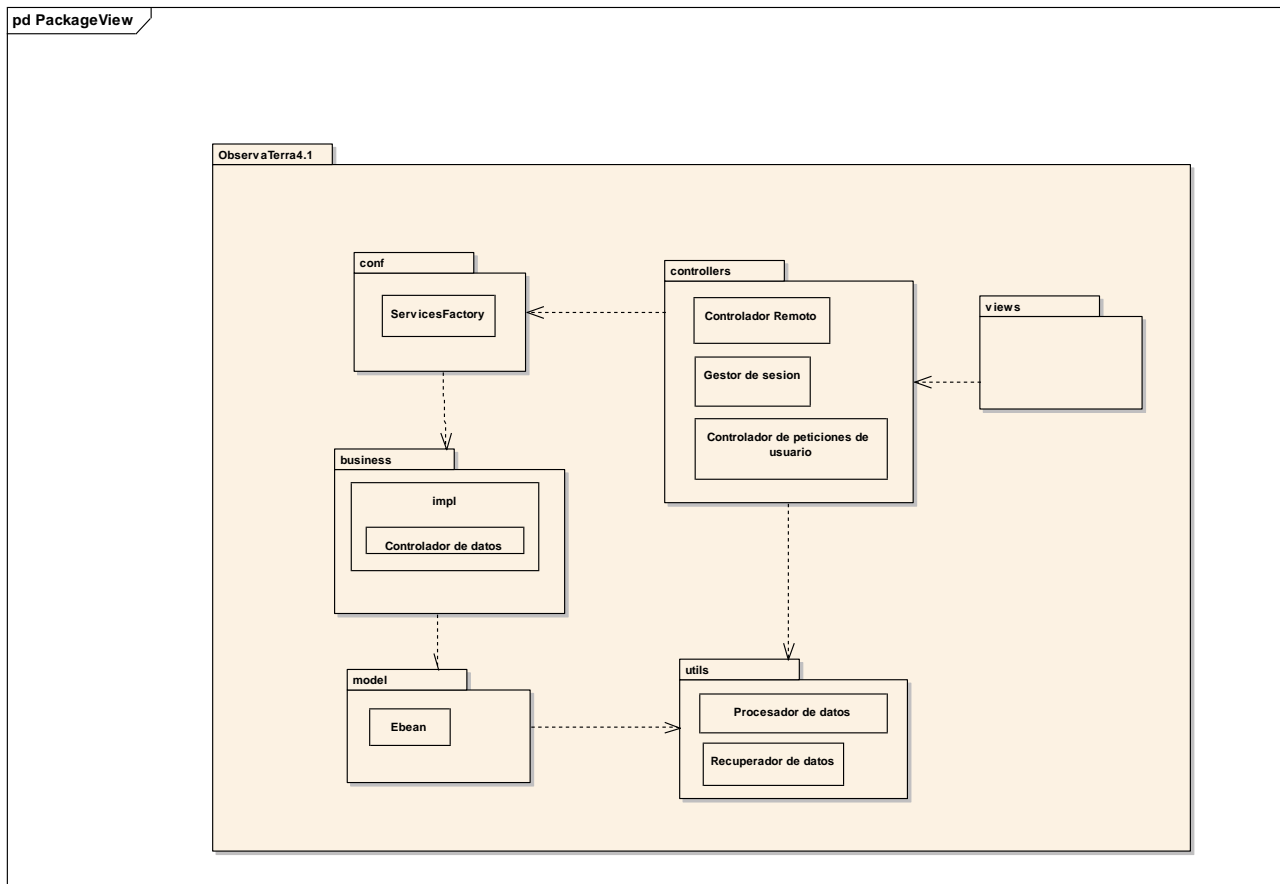 pd PackageView
ObservaTerra4.1
conf
ServicesFactory
controllers
Controlador Remoto
Gestor de sesion
Controlador de peticiones de
usuario
views
business
impl
Controlador de datos
model
Ebean
utils
Procesador de datos
Recuperador de datos